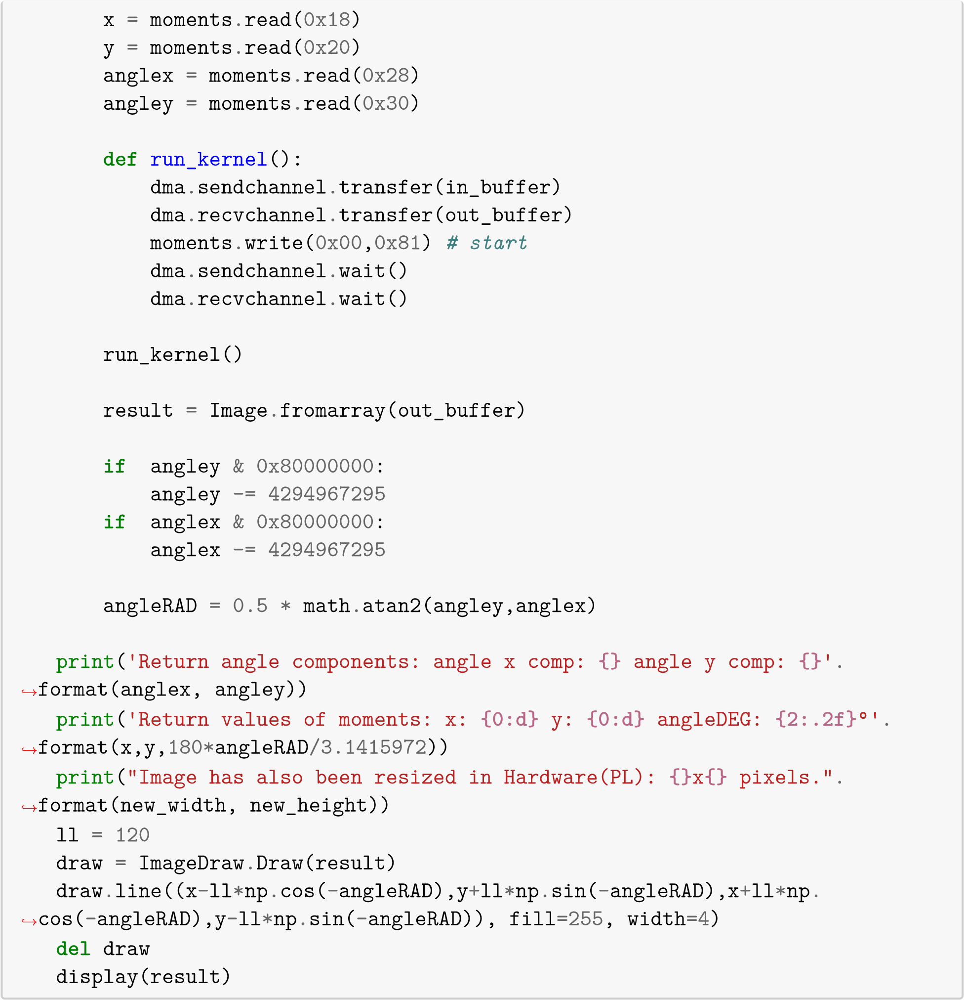 x = moments.read(0x18)
y = moments.read(0x20)
anglex = moments.read(0x28)
angley = moments.read(0x30)
def run_kernel():
dma.sendchannel.transfer(in_buffer)
dma.recvchannel.transfer(out_buffer)
moments.write(0x00,0x81) # start
dma.sendchannel.wait()
dma.recvchannel.wait()
run_kernel()
result = Image.fromarray(out_buffer)
if  angley & 0x80000000:
angley -= 4294967295
if  anglex & 0x80000000:
anglex -= 4294967295
angleRAD = 0.5 * math.atan2(angley,anglex)
print('Return angle components: angle x comp: {} angle y comp: {}'.
↪format(anglex, angley))
print('Return values of moments: x: {0:d} y: {0:d} angleDEG: {2:.2f}°'.
↪format(x,y,180*angleRAD/3.1415972))
print("Image has also been resized in Hardware(PL): {}x{} pixels.".
↪format(new_width, new_height))
ll = 120
draw = ImageDraw.Draw(result)
draw.line((x-ll*np.cos(-angleRAD),y+ll*np.sin(-angleRAD),x+ll*np.
↪cos(-angleRAD),y-ll*np.sin(-angleRAD)), fill=255, width=4)
del draw
display(result)